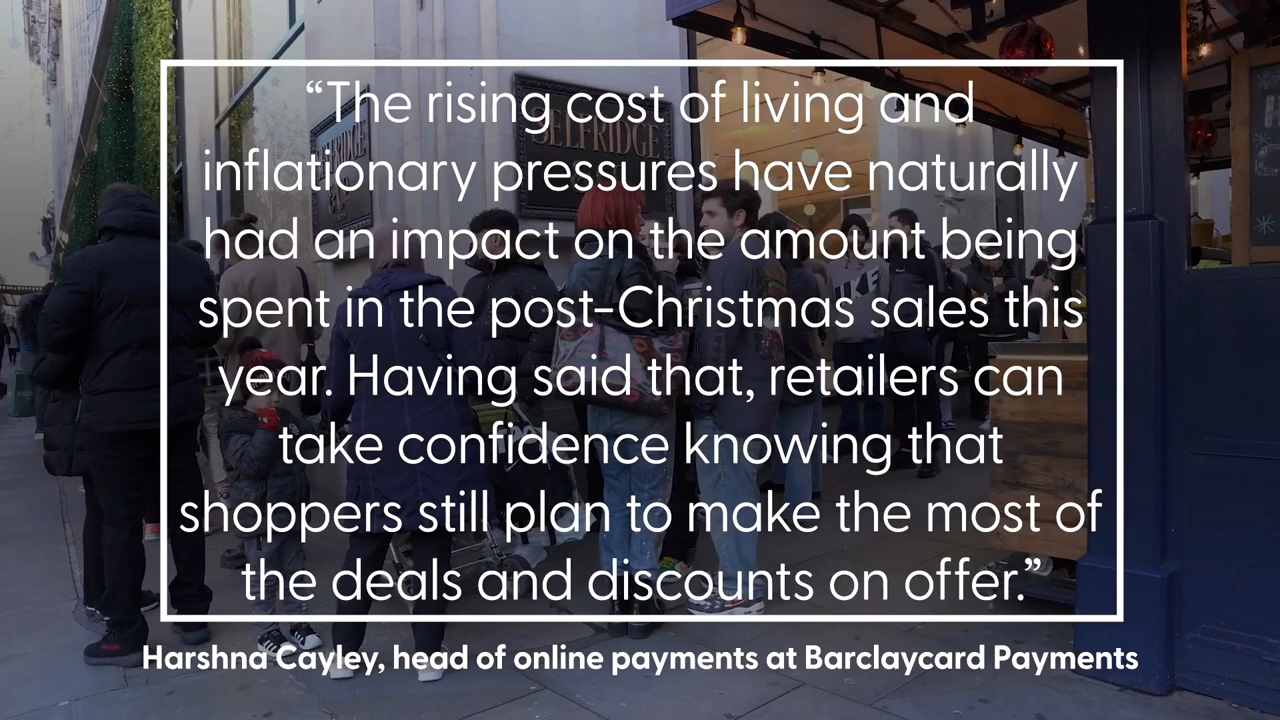 “The rising cost of living and
inflationary pressures have naturally
had an impact on the amount being
spent in the post-Christmas sales this
year. Having said that, retailers can
take confidence knowing that
shoppers still plan to make the most of
the deals and discounts on offer.”
Harshna Cayley, head of online payments at Barclaycard Payments
SELFRIDGE